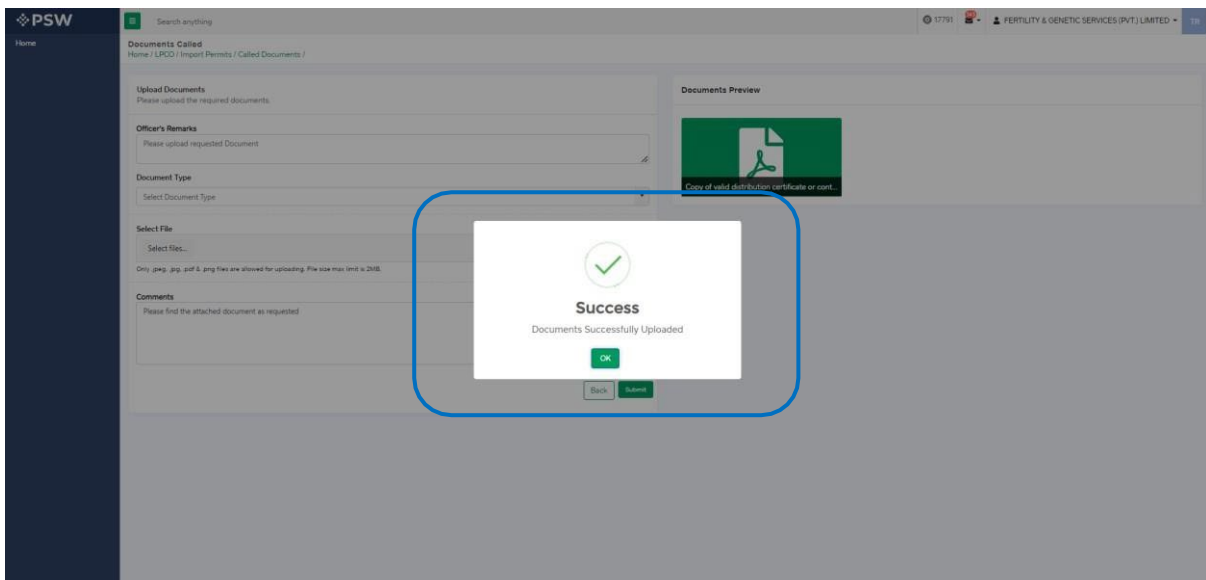 PSW
Search anything
17791
FERTILITY & GENETIC SERVICES (PVT.) LIMITED
Home
Documents Called
Home / LPCO / Import Permits / Called Documents /
Upload Documents
Please upload the required documents.
Documents Preview
Officer's Remarks
Please upload requested Document
Document Type
Select Document Type
Copy of valid distribution certificate or cont...
Select File
Select files...
Only .jpeg, .jpg, .pdf & .png files are allowed for uploading. File size max limit is 2MB.
Comments
Please find the attached document as requested
Success
Documents Successfully Uploaded
OK
Back
Submit